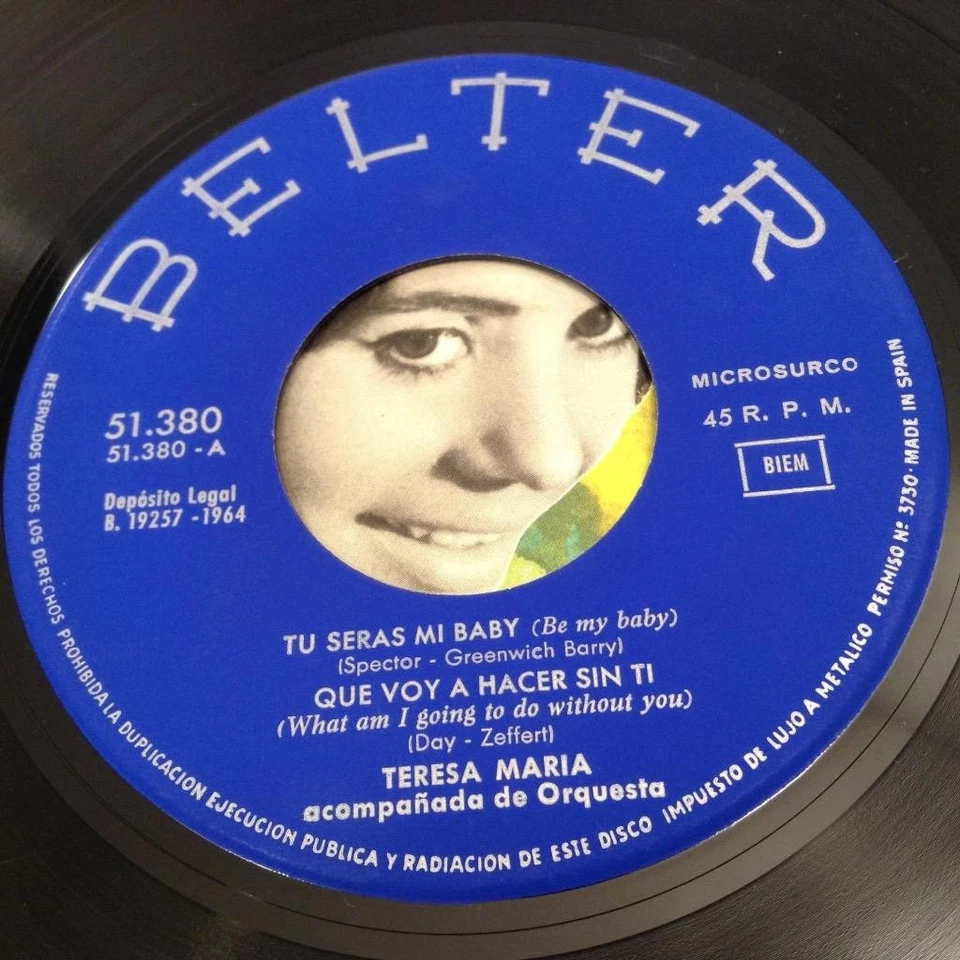 BELTER
51.380
51.380 - A
Depósito Legal
B. 19257 - 1964
MICROSURCO
45 R. P. M.
BIEM
TU SERAS MI BABY (Be my baby)
(Spector - Greenwich Barry)
QUE VOY A HACER SIN TI
(What am I going to do without you)
(Day - Zeffert)
TERESA MARIA
acompañada de Orquesta
RESERVADOS TODOS LOS DERECHOS PROHIBIDA LA DUPLICACION EJECUCION PUBLICA Y RADIACION DE ESTE DISCO IMPUESTO DE LUJO A METALICO PERMISO Nº 3730 - MADE IN SPAIN